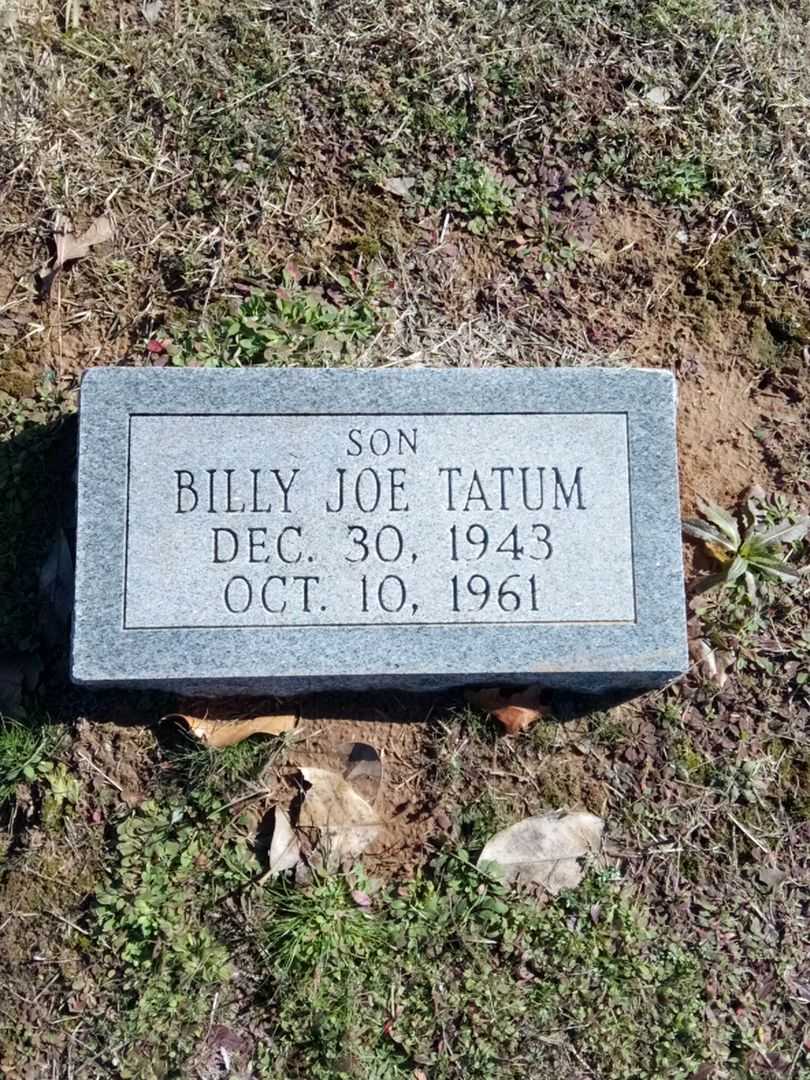 SON
BILLY JOE TATUM
DEC. 30, 1943
OCT. 10, 1961